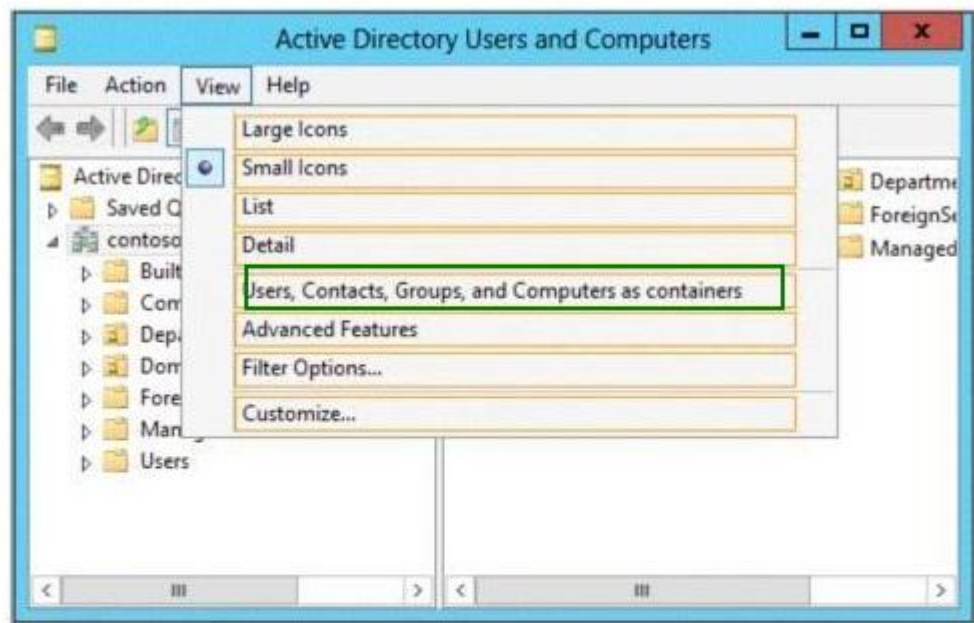 Active Directory Users and Computers
File Action View Help
Large Icons
Small Icons
List
Detail
Users, Contacts, Groups, and Computers as containers
Advanced Features
Filter Options...
Customize...
Active Direc
Saved Q
contoso
Built
Com
Dep
Dom
Fore
Man
Users
Departme
ForeignSe
Managed